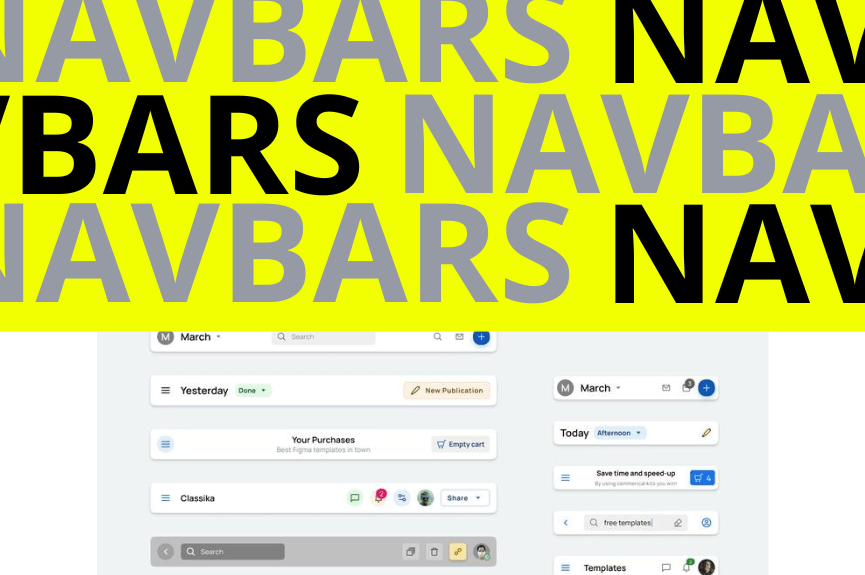 NAVBARS NAV
VBARS NAVBA
NAVBARS NAV
M March
Search
Yesterday Done New Publication
Your Purchases
Best Figma templates in town
Empty cart
Classika 2 Share
Search
M March 3
Today Afternoon
Save time and speed-up
By using commercial kits you won
4
free templates
Templates